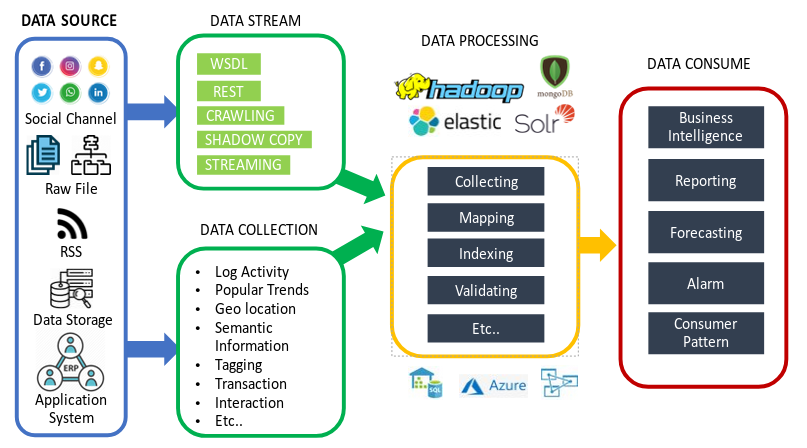 DATA SOURCE
Social Channel
Raw File
RSS
Data Storage
ERP
Application
System
DATA STREAM
WSDL
REST
CRAWLING
SHADOW COPY
STREAMING
DATA COLLECTION
• Log Activity
• Popular Trends
• Geo location
• Semantic
Information
• Tagging
• Transaction
• Interaction
• Etc..
DATA PROCESSING
hadoop
mongoDB
elastic
Solr
Collecting
Mapping
Indexing
Validating
Etc..
SQL
Azure
DATA CONSUME
Business
Intelligence
Reporting
Forecasting
Alarm
Consumer
Pattern